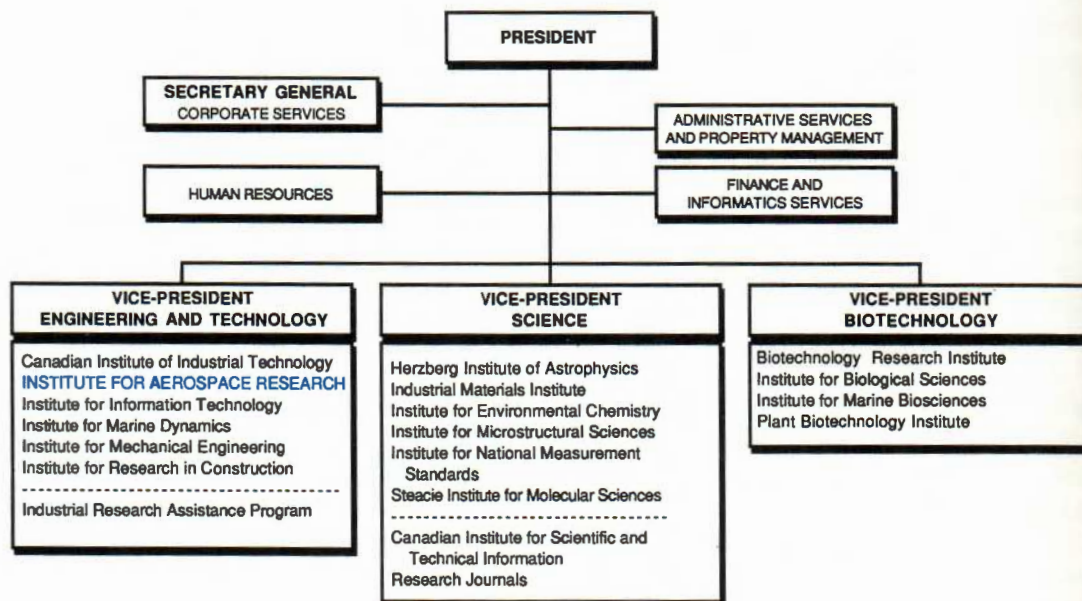 PRESIDENT
SECRETARY GENERAL
CORPORATE SERVICES
ADMINISTRATIVE SERVICES
AND PROPERTY MANAGEMENT
HUMAN RESOURCES
FINANCE AND
INFORMATICS SERVICES
VICE-PRESIDENT
ENGINEERING AND TECHNOLOGY
Canadian Institute of Industrial Technology
INSTITUTE FOR AEROSPACE RESEARCH
Institute for Information Technology
Institute for Marine Dynamics
Institute for Mechanical Engineering
Institute for Research in Construction
Industrial Research Assistance Program
VICE-PRESIDENT
SCIENCE
Herzberg Institute of Astrophysics
Industrial Materials Institute
Institute for Environmental Chemistry
Institute for Microstructural Sciences
Institute for National Measurement
Standards
Steacie Institute for Molecular Sciences
Canadian Institute for Scientific and
Technical Information
Research Journals
VICE-PRESIDENT
BIOTECHNOLOGY
Biotechnology Research Institute
Institute for Biological Sciences
Institute for Marine Biosciences
Plant Biotechnology Institute